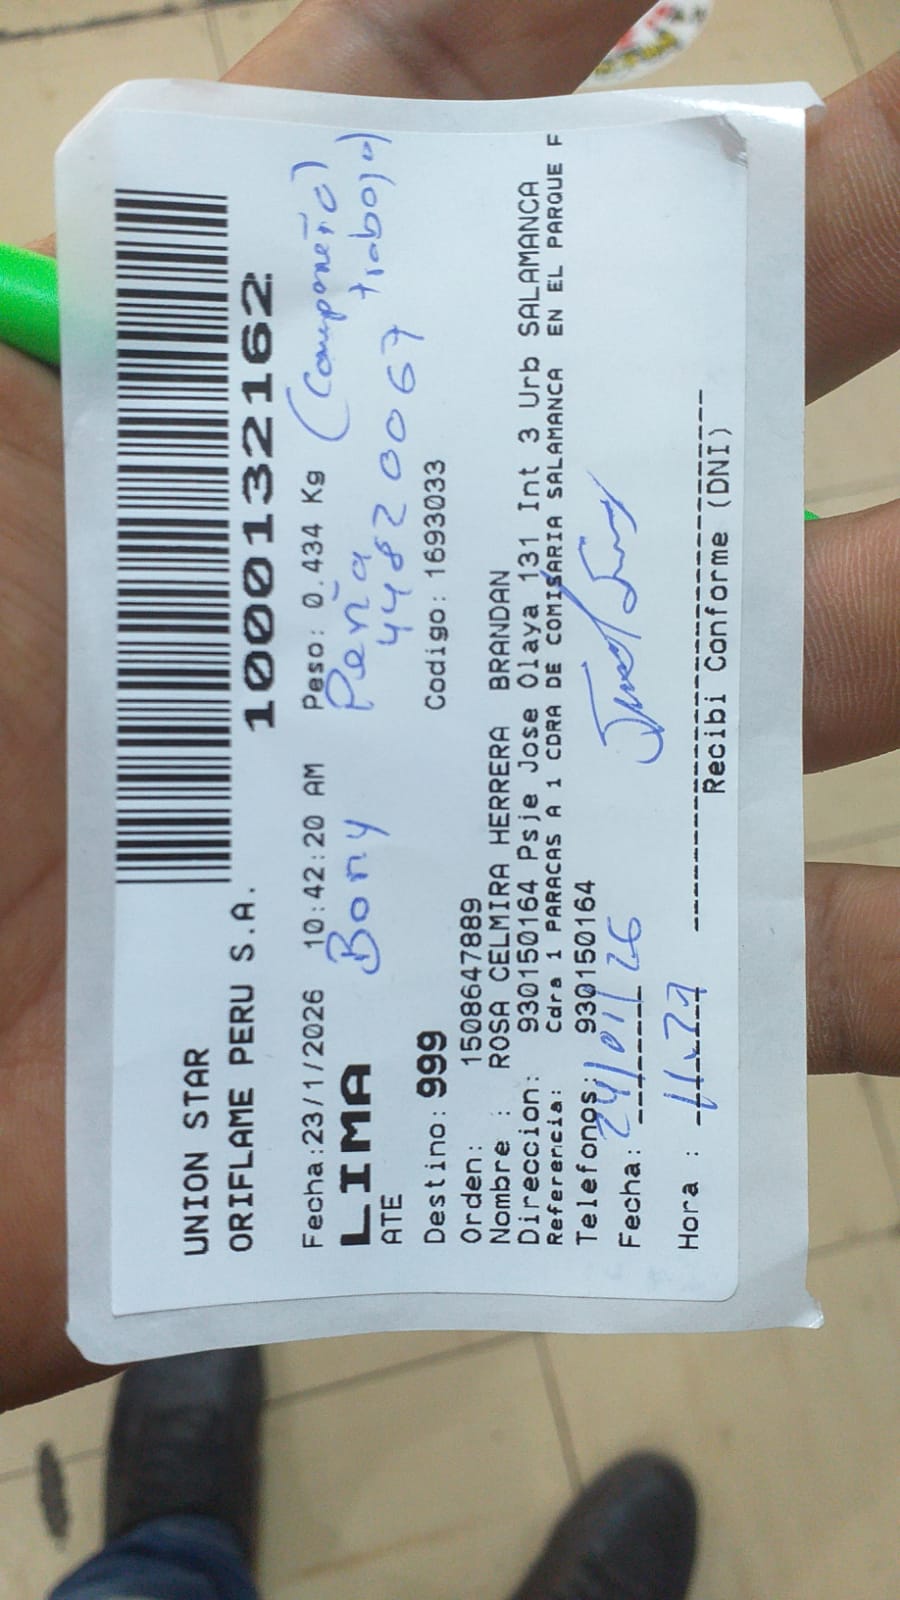 UNION STAR
ORIFLAME PERU S.A.
1000132162
Fecha:23/1/2026 10:42:20 AM Peso: 0.434 Kg (Compañero
LIMA Bony Peña trabajo)
ATE 44820067
Destino: 999 Codigo: 1693033
Orden: 1508647889
Nombre : ROSA CELMIRA HERRERA BRANDAN
Direccion: 930150164 Psje Jose Olaya 131 Int 3 Urb SALAMANCA
Referencia: Cdra 1 PARACAS A 1 CDRA DE COMISARIA SALAMANCA EN EL PARQUE F
Telefonos: 930150164
Fecha: 24/01/26
Hora :
Recibi Conforme (DNI)